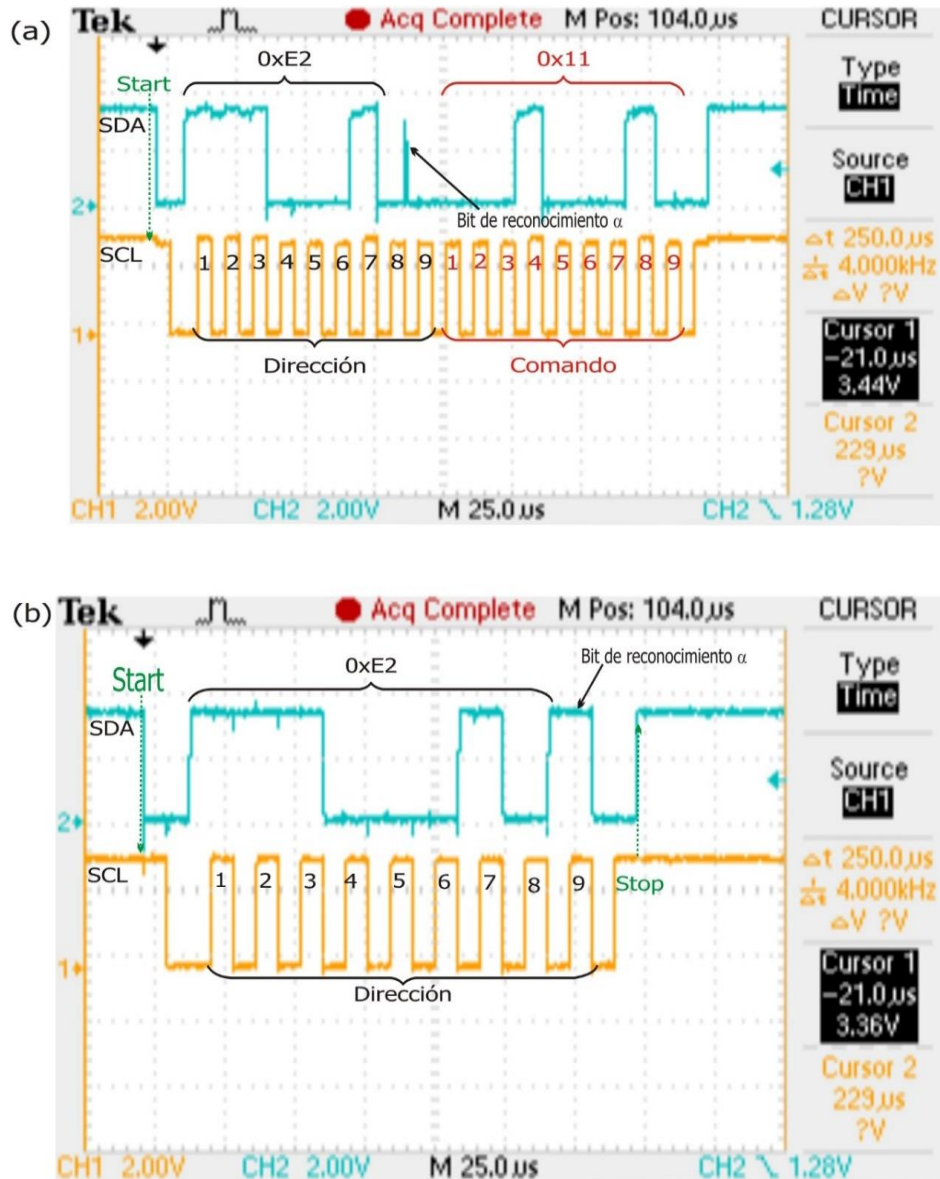 (a) Tek Acq Complete M Pos: 104.0µs CURSOR
0xE2 0x11
Start
SDA
Type
Time
Source
CH1
2
Bit de reconocimiento α
SCL
1 2 3 4 5 6 7 8 9 1 2 3 4 5 6 7 8 9
1
Dirección Comando
Δt 250.0µs
1/Δt 4.000kHz
ΔV ?V
Cursor 1
-21.0µs
3.44V
Cursor 2
229µs
?V
CH1 2.00V CH2 2.00V M 25.0µs CH2 \ 1.28V
(b) Tek Acq Complete M Pos: 104.0µs CURSOR
0xE2 Bit de reconocimiento α
Start
SDA
Type
Time
Source
CH1
2
SCL
1 2 3 4 5 6 7 8 9
Stop
1
Dirección
Δt 250.0µs
1/Δt 4.000kHz
ΔV ?V
Cursor 1
-21.0µs
3.36V
Cursor 2
229µs
?V
CH1 2.00V CH2 2.00V M 25.0µs CH2 \ 1.28V